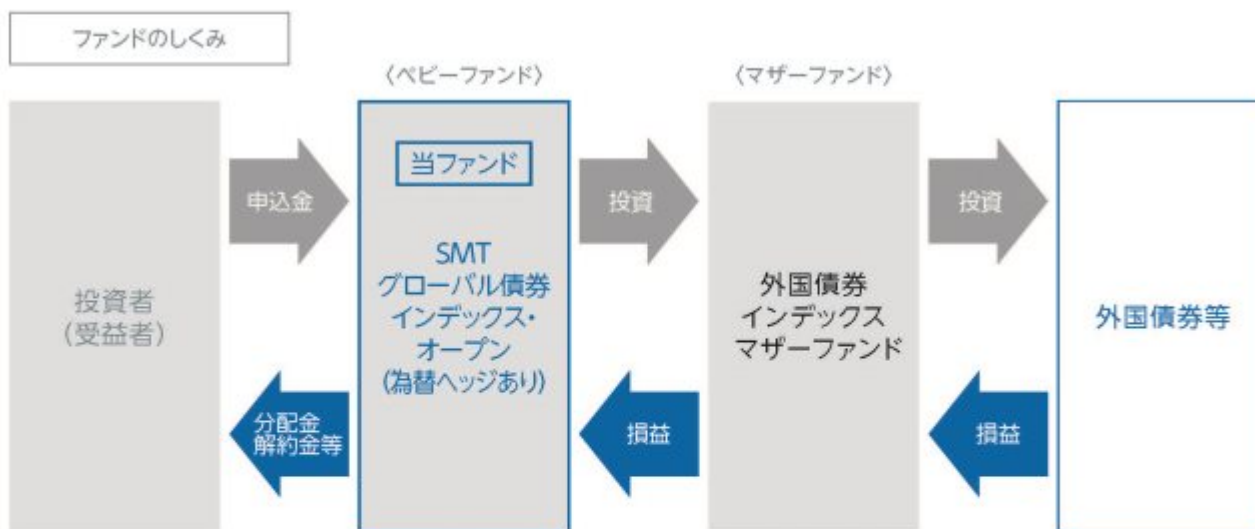 ファンドのしくみ
〈ベビーファンド〉
〈マザーファンド〉
投資者
(受益者)
申込金
分配金
解約金等
当ファンド
SMT
グローバル債券
インデックス・
オープン
(為替ヘッジあり)
投資
損益
外国債券
インデックス
マザーファンド
投資
損益
外国債券等